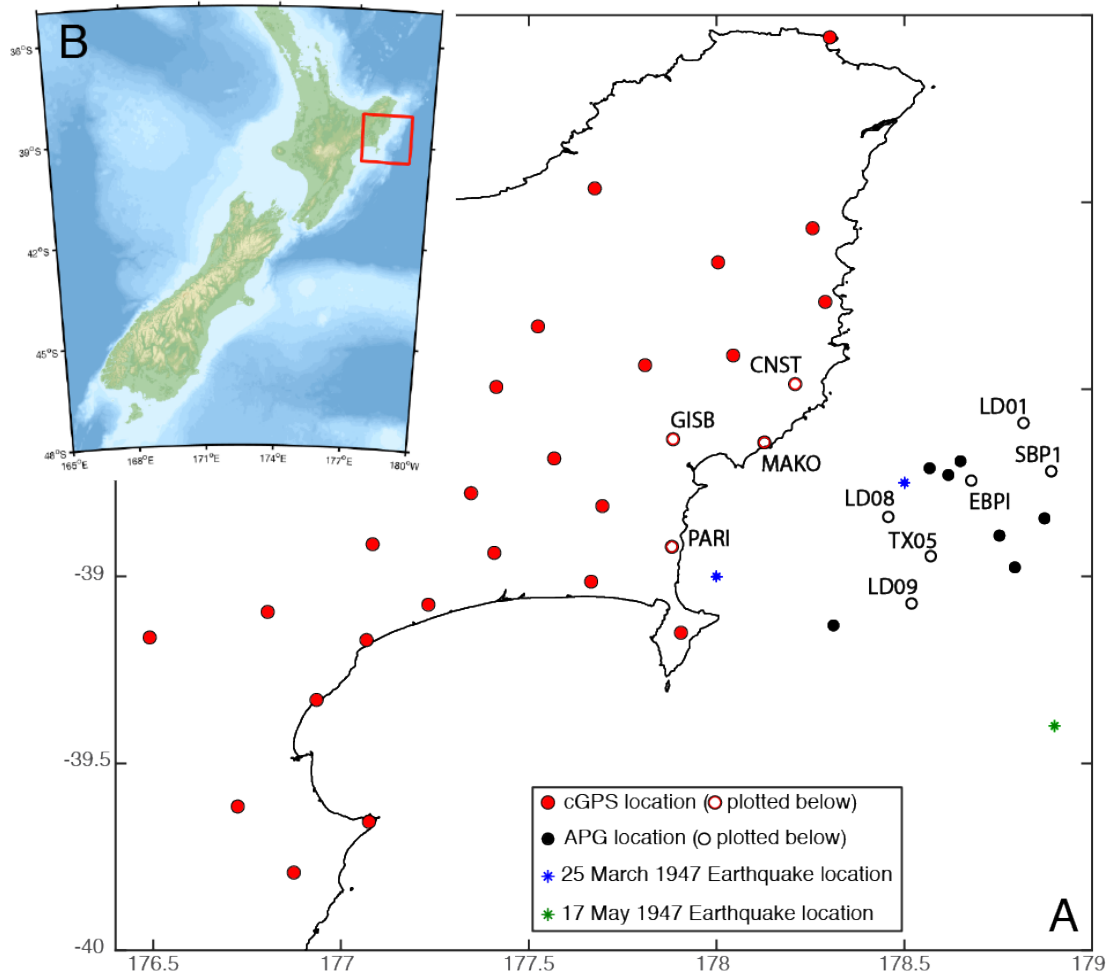 B
36°S
39°S
42°S
45°S
48°S
165°E
168°E
171°E
174°E
177°E
180°W
CNST
GISB
MAKO
PARI
LD01
SBP1
EBPI
LD08
TX05
LD09
-39
-39.5
-40
cGPS location ( plotted below)
APG location ( plotted below)
25 March 1947 Earthquake location
17 May 1947 Earthquake location
A
176.5
177
177.5
178
178.5
179